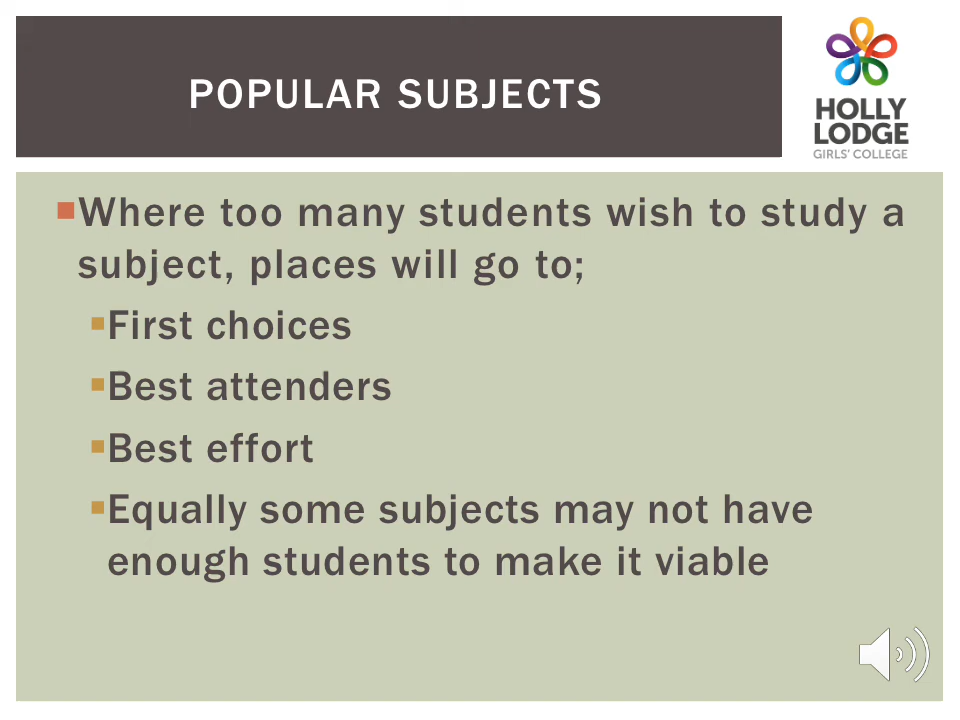 POPULAR SUBJECTS
HOLLY
LODGE
GIRLS' COLLEGE
Where too many students wish to study a
subject, places will go to;
First choices
Best attenders
Best effort
Equally some subjects may not have
enough students to make it viable